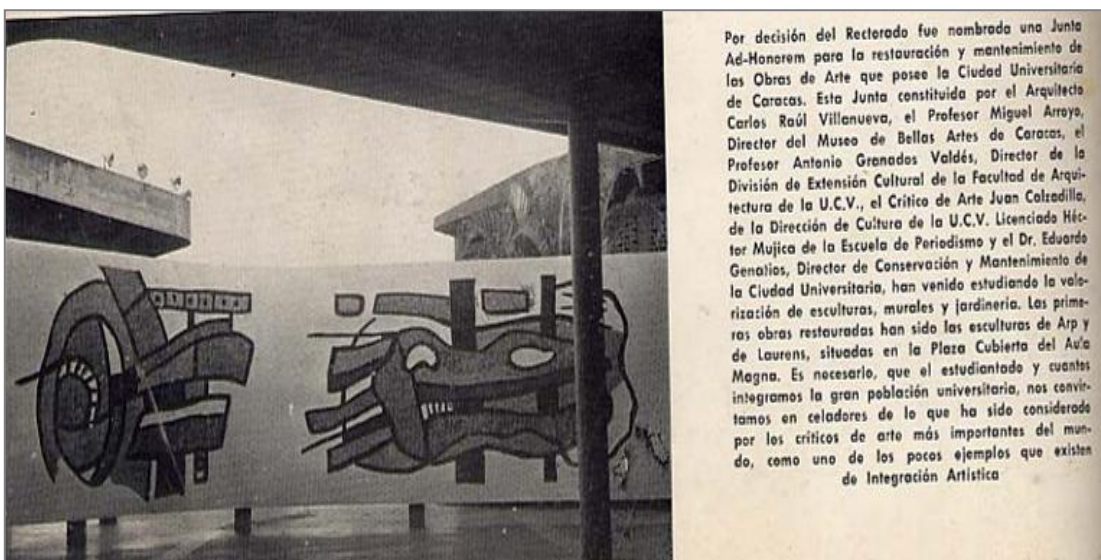 Por decisión del Rectorado fue nombrada una Junta
Ad-Honorem para la restauración y mantenimiento de
las Obras de Arte que posee la Ciudad Universitaria
de Caracas. Esta Junta constituida por el Arquitecto
Carlos Raúl Villanueva, el Profesor Miguel Arroyo,
Director del Museo de Bellas Artes de Caracas, el
Profesor Antonio Granados Valdés, Director de la
División de Extensión Cultural de la Facultad de Arqui-
tectura de la U.C.V., el Crítico de Arte Juan Calzadilla,
de la Dirección de Cultura de la U.C.V. Licenciado Héc-
tor Mujica de la Escuela de Periodismo y el Dr. Eduardo
Genatios, Director de Conservación y Mantenimiento de
la Ciudad Universitaria, han venido estudiando la valo-
rización de esculturas, murales y jardinería. Las prime-
ras obras restauradas han sido las esculturas de Arp y
de Laurens, situadas en la Plaza Cubierta del Aula
Magna. Es necesario, que el estudiantado y cuantos
integramos la gran población universitaria, nos convir-
tamos en celadores de lo que ha sido considerado
por los críticos de arte más importantes del mun-
do, como uno de los pocos ejemplos que existen
de Integración Artística